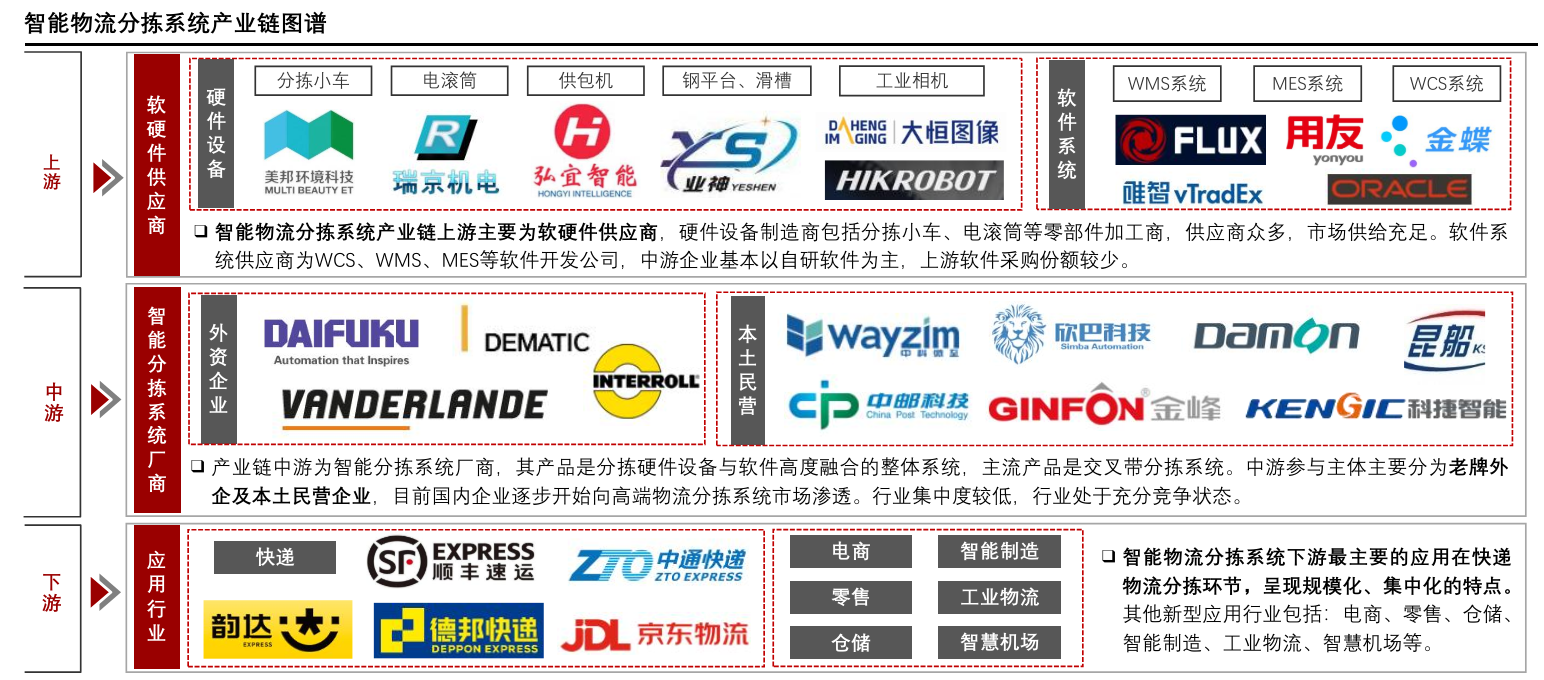 智能物流分拣系统产业链图谱
上游
软硬件供应商
硬件设备
分拣小车
电滚筒
供包机
钢平台、滑槽
工业相机
美邦环境科技
MULTI BEAUTY ET
R
瑞京机电
Hi
弘宜智能
HONGYI INTELLIGENCE
YS
业神 YESHEN
DAHENG IMAGING 大恒图像
HIKROBOT
软件系统
WMS系统
MES系统
WCS系统
FLUX
用友
yonyou
金蝶
唯智vTradEx
ORACLE
❑ 智能物流分拣系统产业链上游主要为软硬件供应商，硬件设备制造商包括分拣小车、电滚筒等零部件加工商，供应商众多，市场供给充足。软件系
统供应商为WCS、WMS、MES等软件开发公司，中游企业基本以自研软件为主，上游软件采购份额较少。
中游
智能分拣系统厂商
外资企业
DAIFUKU
Automation that Inspires
DEMATIC
VANDERLANDE
INTERROLL
本土民营
wayzim
中科微至
欣巴科技
Simba Automation
DAMON
昆船 KS
中邮科技
China Post Technology
GINFON® 金峰
KENGIC 科捷智能
❑ 产业链中游为智能分拣系统厂商，其产品是分拣硬件设备与软件高度融合的整体系统，主流产品是交叉带分拣系统。中游参与主体主要分为老牌外
企及本土民营企业，目前国内企业逐步开始向高端物流分拣系统市场渗透。行业集中度较低，行业处于充分竞争状态。
下游
应用行业
快递
SF EXPRESS
顺丰速运
ZTO 中通快递
ZTO EXPRESS
韵达
EXPRESS
德邦快递
DEPPON EXPRESS
JDL 京东物流
电商
智能制造
零售
工业物流
仓储
智慧机场
❑ 智能物流分拣系统下游最主要的应用在快递
物流分拣环节，呈现规模化、集中化的特点。
其他新型应用行业包括：电商、零售、仓储、
智能制造、工业物流、智慧机场等。